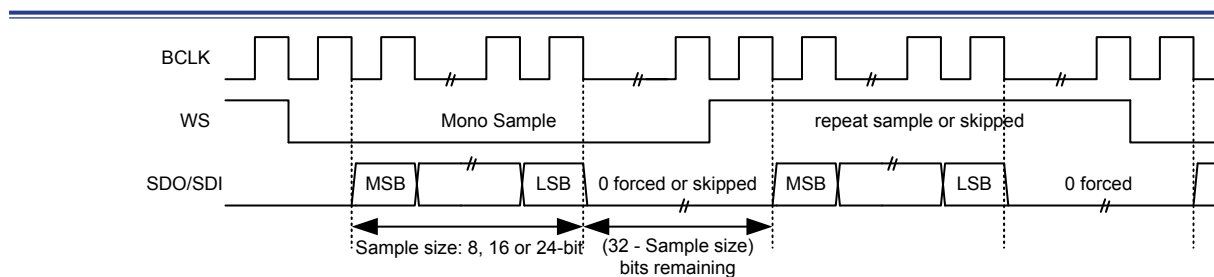 BCLK
WS
Mono Sample
repeat sample or skipped
SDO/SDI
MSB
LSB
0 forced or skipped
MSB
LSB
0 forced
Sample size: 8, 16 or 24-bit
(32 - Sample size)
bits remaining